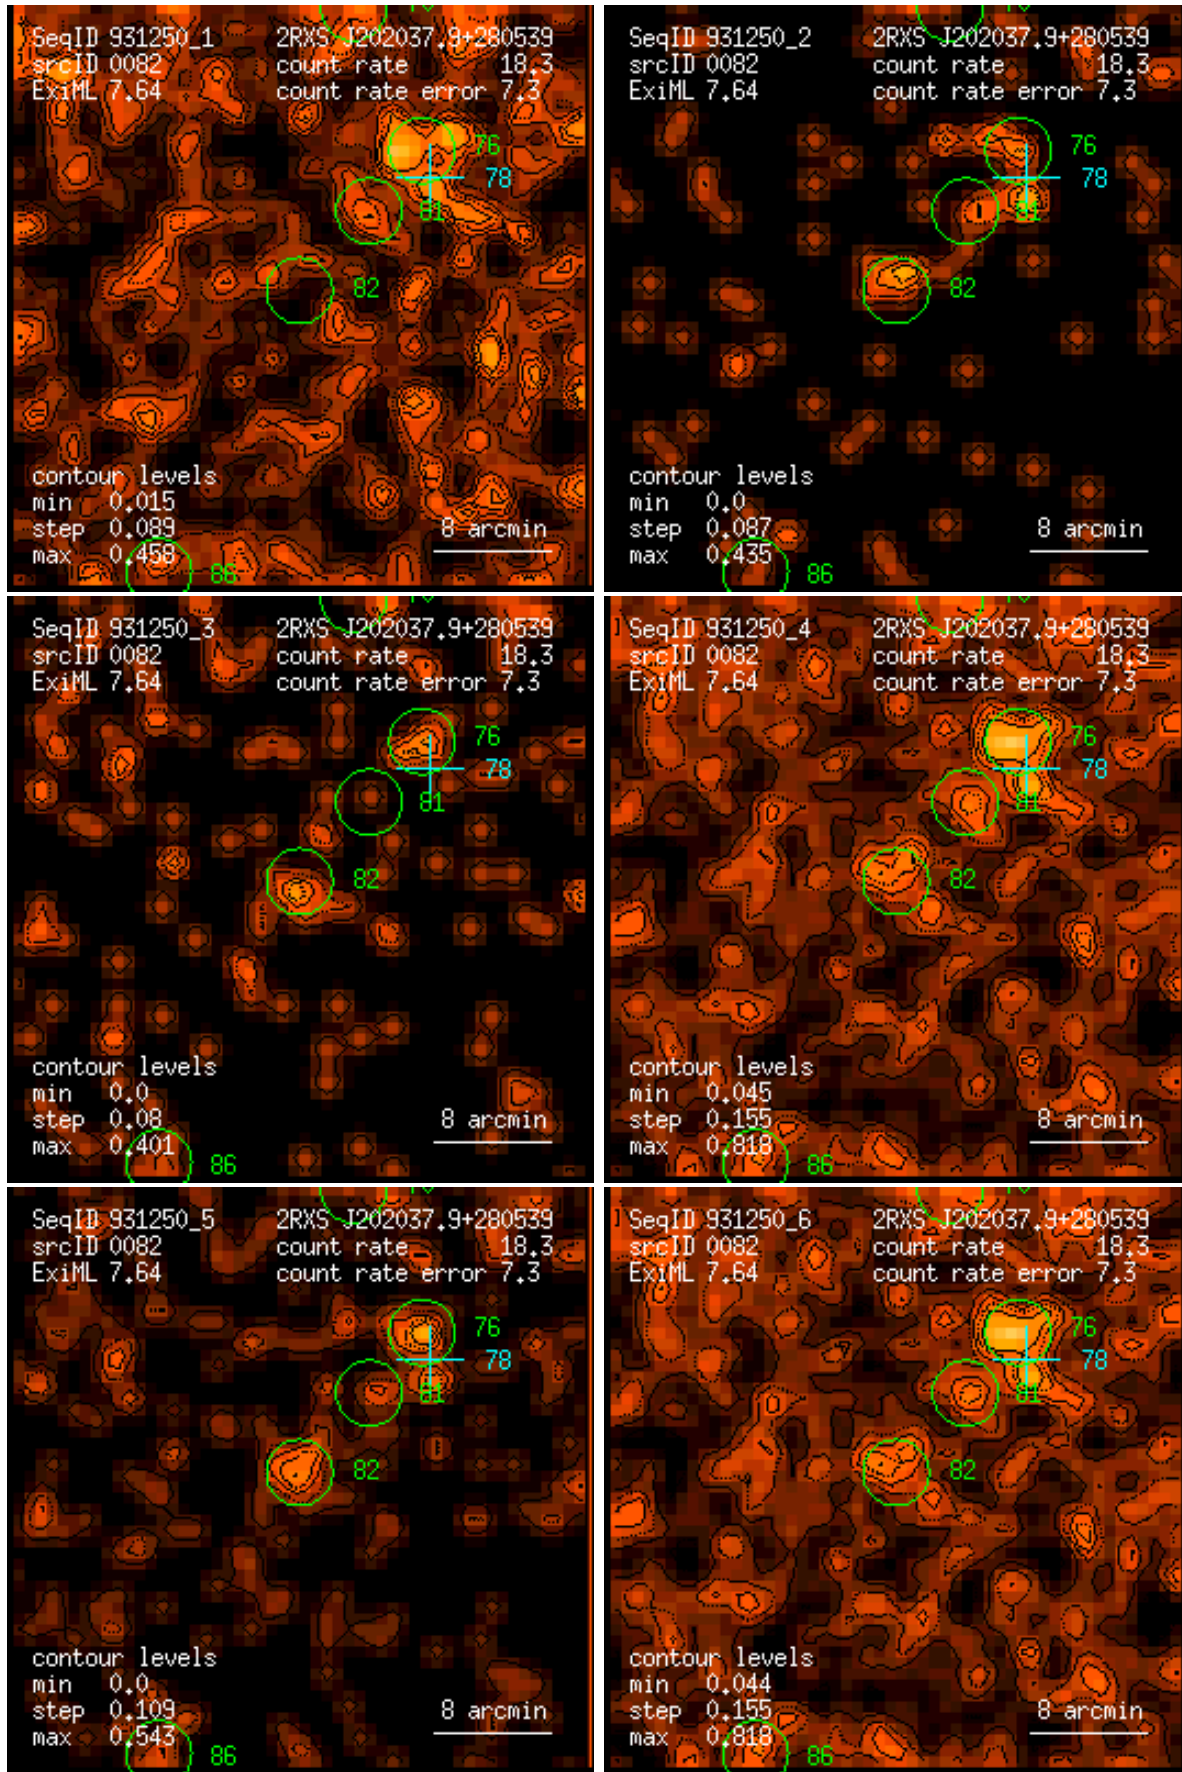 SeqID 931250_1 2RXS J202037.9+280539
srcID 0082 count rate 18.3
ExiML 7.64 count rate error 7.3
76
78
81
82
contour levels
min 0.015
step 0.089 8 arcmin
max 0.458
86
SeqID 931250_2 2RXS J202037.9+280539
srcID 0082 count rate 18.3
ExiML 7.64 count rate error 7.3
76
78
81
82
contour levels
min 0.0
step 0.087 8 arcmin
max 0.435
86
SeqID 931250_3 2RXS J202037.9+280539
srcID 0082 count rate 18.3
ExiML 7.64 count rate error 7.3
76
78
81
82
contour levels
min 0.0
step 0.08 8 arcmin
max 0.401
86
SeqID 931250_4 2RXS J202037.9+280539
srcID 0082 count rate 18.3
ExiML 7.64 count rate error 7.3
76
78
81
82
contour levels
min 0.045
step 0.155 8 arcmin
max 0.818
86
SeqID 931250_5 2RXS J202037.9+280539
srcID 0082 count rate 18.3
ExiML 7.64 count rate error 7.3
76
78
81
82
contour levels
min 0.0
step 0.109 8 arcmin
max 0.543
86
SeqID 931250_6 2RXS J202037.9+280539
srcID 0082 count rate 18.3
ExiML 7.64 count rate error 7.3
76
78
81
82
contour levels
min 0.044
step 0.155 8 arcmin
max 0.818
86